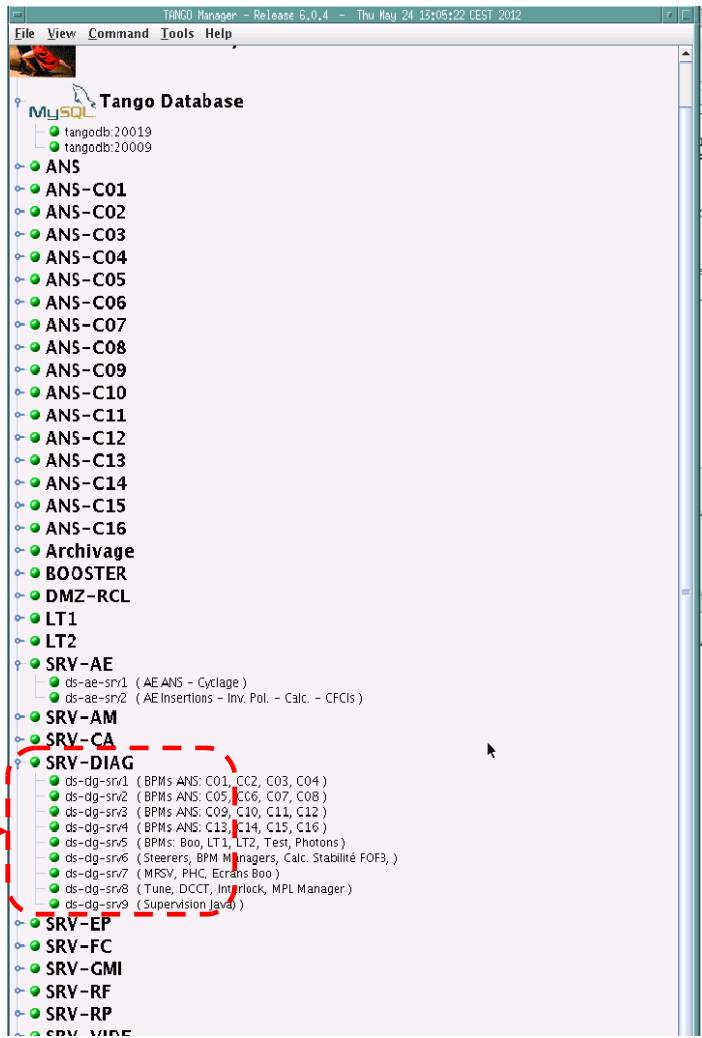 TANGO Manager - Release 6.0.4 - Thu May 24 13:05:22 CEST 2012
File View Command Tools Help
MySQL Tango Database
tangodb:20019
tangodb:20009
ANS
ANS-C01
ANS-C02
ANS-C03
ANS-C04
ANS-C05
ANS-C06
ANS-C07
ANS-C08
ANS-C09
ANS-C10
ANS-C11
ANS-C12
ANS-C13
ANS-C14
ANS-C15
ANS-C16
Archivage
BOOSTER
DMZ-RCL
LT1
LT2
SRV-AE
ds-ae-srv1 ( AE ANS - Cyclage )
ds-ae-srv2 ( AE Insertions - Inv. Pol. - Calc. - CFCIs )
SRV-AM
SRV-CA
SRV-DIAG
ds-dg-srv1 ( BPMs ANS: C01, C02, C03, C04 )
ds-dg-srv2 ( BPMs ANS: C05, C06, C07, C08 )
ds-dg-srv3 ( BPMs ANS: C09, C10, C11, C12 )
ds-dg-srv4 ( BPMs ANS: C13, C14, C15, C16 )
ds-dg-srv5 ( BPMs: Boo, LT1, LT2, Test, Photons )
ds-dg-srv6 ( Steerers, BPM Managers, Calc. Stabilité FOFB, )
ds-dg-srv7 ( MRSV, PHC, Ecrans Boo )
ds-dg-srv8 ( Tune, DCCT, Interlock, MPL Manager )
ds-dg-srv9 ( Supervision Java) )
SRV-EP
SRV-FC
SRV-GMI
SRV-RF
SRV-RP
SRV-VIDE